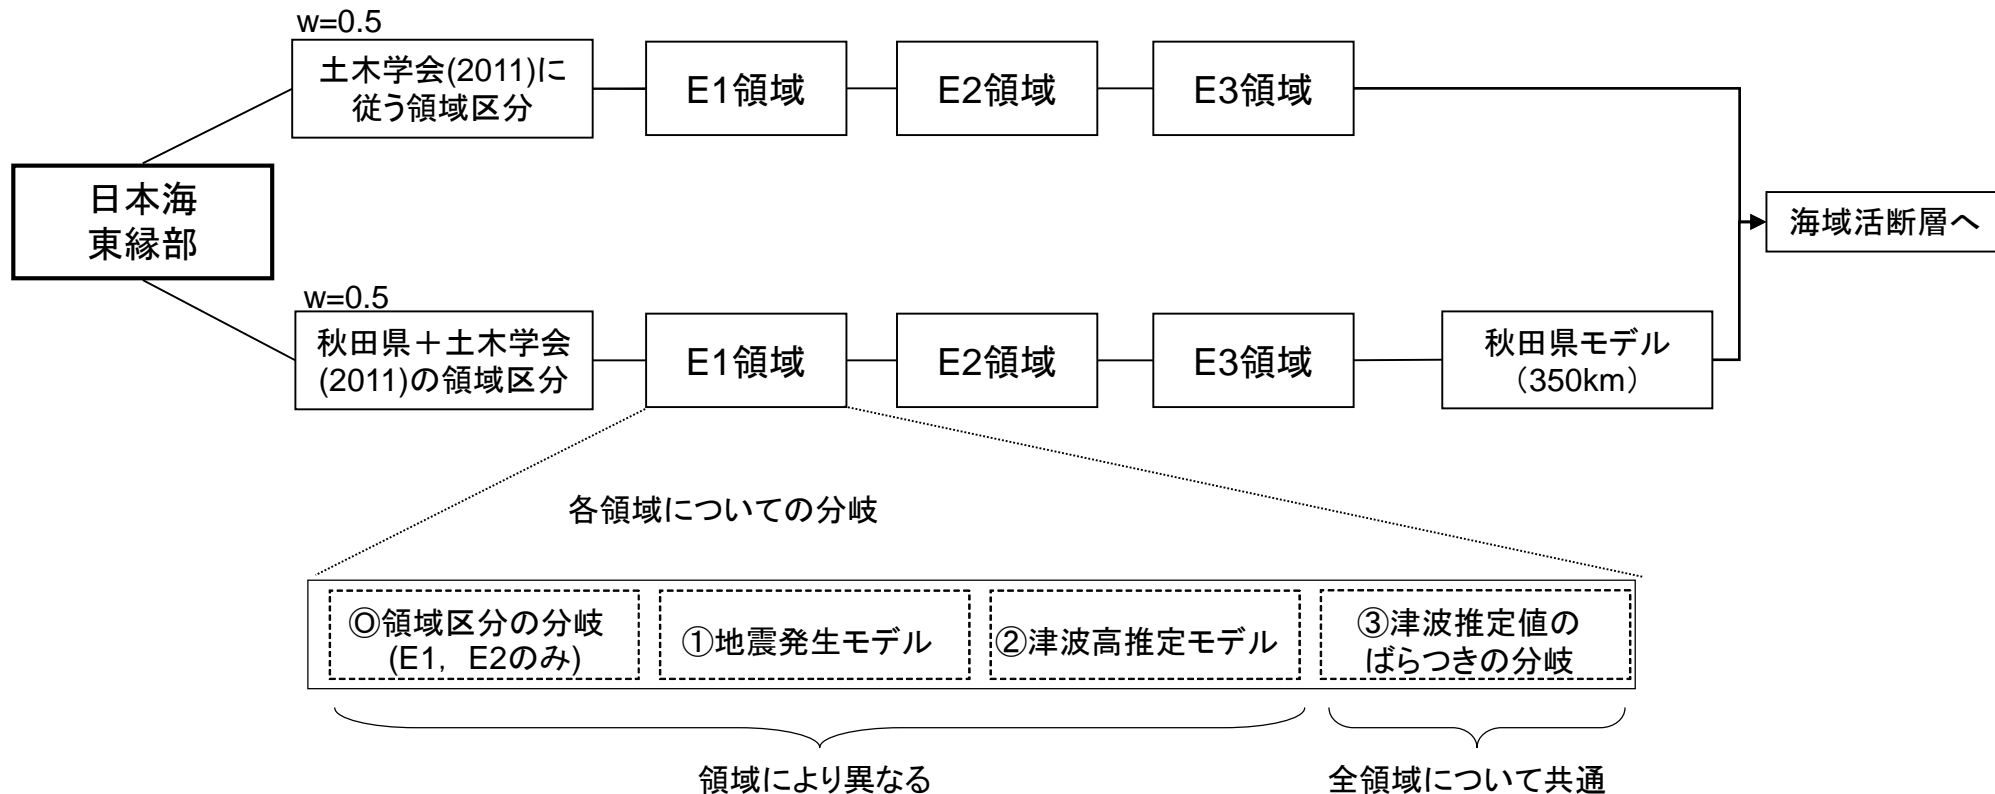 w=0.5
土木学会(2011)に
従う領域区分
E1領域
E2領域
E3領域
日本海
東縁部
海域活断層へ
w=0.5
秋田県＋土木学会
(2011)の領域区分
E1領域
E2領域
E3領域
秋田県モデル
（350km）
各領域についての分岐
⓪領域区分の分岐
(E1，E2のみ)
①地震発生モデル
②津波高推定モデル
③津波推定値の
ばらつきの分岐
領域により異なる
全領域について共通